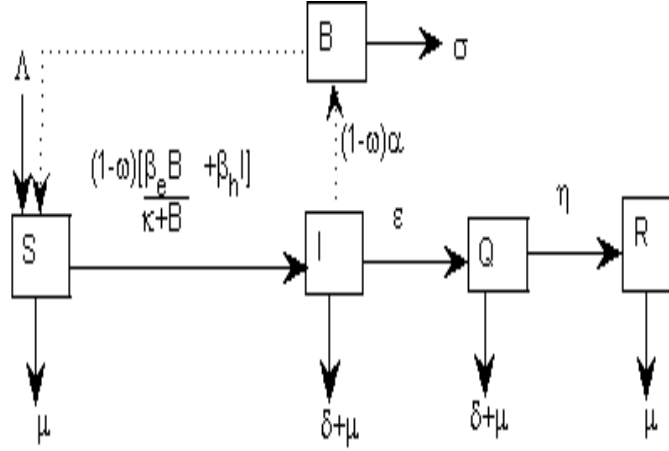 B
σ
Λ
(1-ω)α
(1-ω)[β_e B +β_h I]
κ+B
S
I
ε
Q
η
R
μ
δ+μ
δ+μ
μ